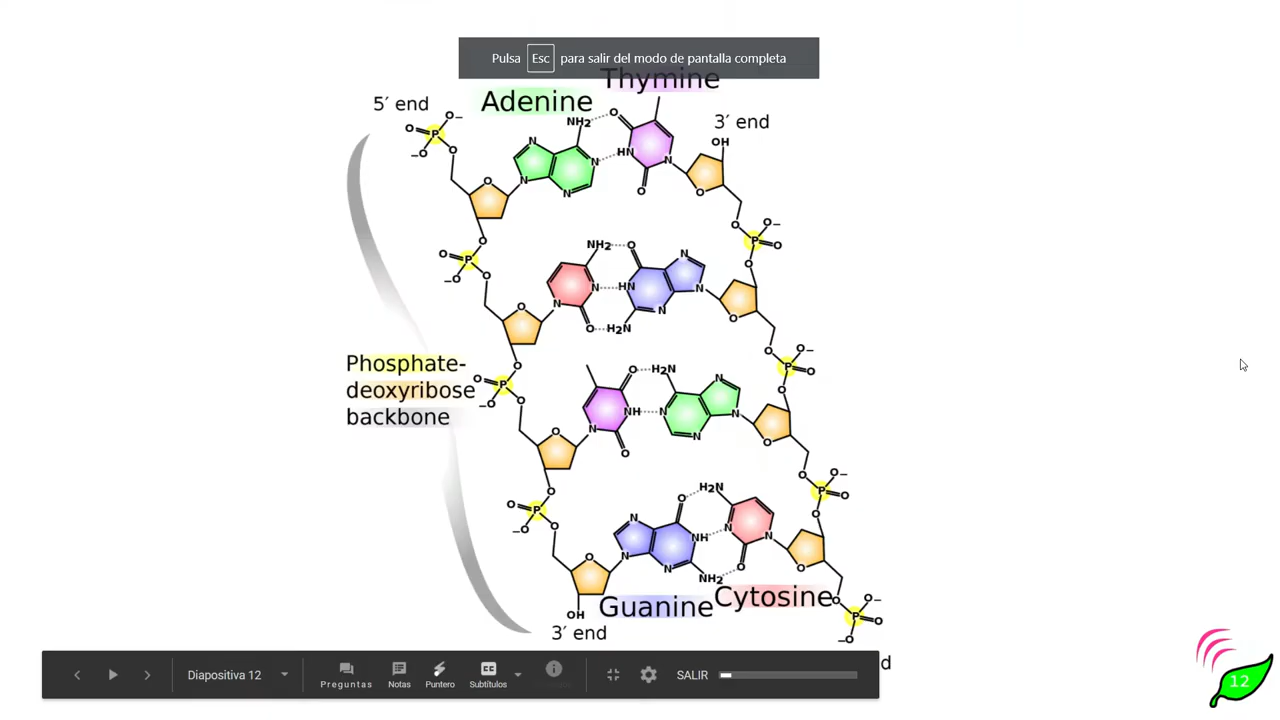 Pulsa Esc para salir del modo de pantalla completa
Thymine
Adenine
5′ end
3′ end
O−
O
P
−O
O
NH2
O
N
N
N
N
HN
N
O
OH
O
O
O
O
P
O−
O
O
O
P
−O
O
NH2
N
N
O
O
HN
N
N
N
H2N
O
O
O
P
O−
O
O
Phosphate-
deoxyribose
backbone
O
O
P
−O
O
O
NH
N
O
H2N
N
N
N
N
O
O
O
P
O−
O
O
O
O
P
−O
O
O
N
N
N
NH
NH2
O
H2N
N
N
O
O
O
P
O−
O
−O
OH
Guanine
Cytosine
3′ end
d
Diapositiva 12
Preguntas
Notas
Puntero
Subtítulos
SALIR
12